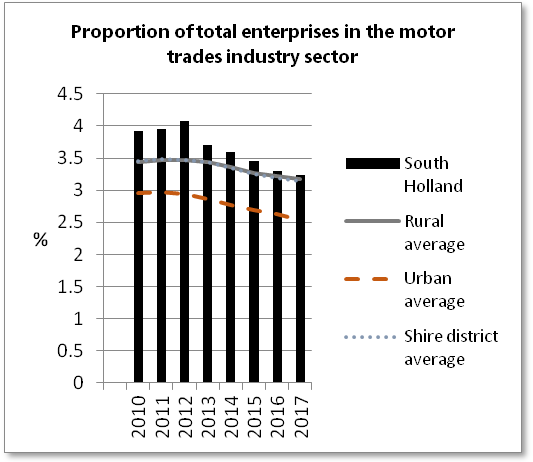 Proportion of total enterprises in the motor
trades industry sector
4.5
4
3.5
3
2.5
2
1.5
1
0.5
0
%
2010
2011
2012
2013
2014
2015
2016
2017
South
Holland
Rural
average
Urban
average
Shire district
average